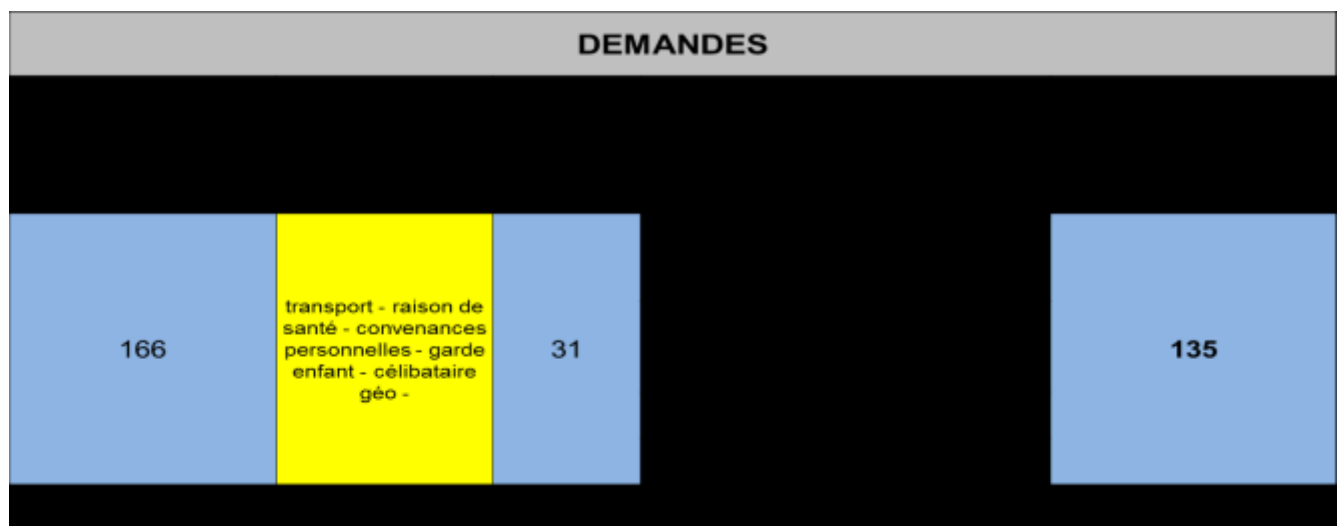 DEMANDES
166
transport - raison de
santé - convenances
personnelles - garde
enfant - célibataire
géo -
31
135